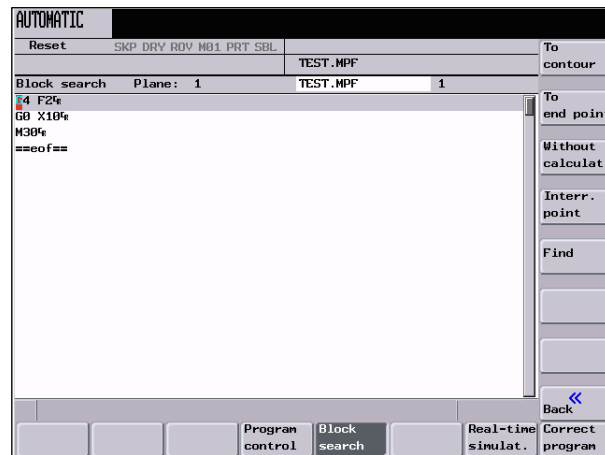 AUTOMATIC
Reset SKP DRY ROV M01 PRT SBL
TEST.MPF
Block search Plane: 1 TEST.MPF 1
4 F2
G0 X10
M30
==eof==
To
contour
To
end poin
Without
calculat
Interr.
point
Find
«
Back
Program
control
Block
search
Real-time
simulat.
Correct
program